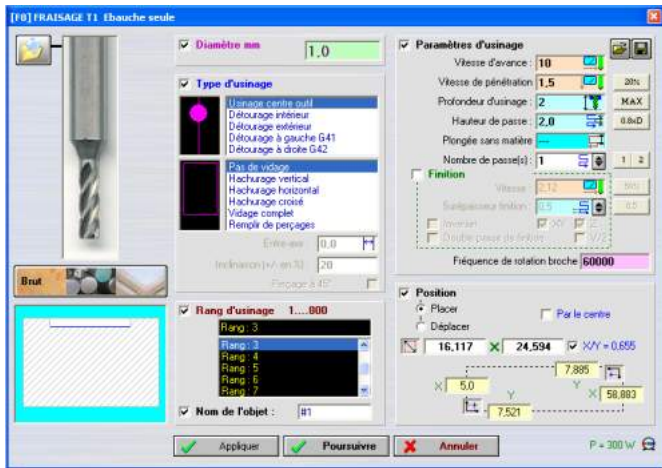 [F0] FRAISAGE T1 Ebauche seule
Diamètre mm
1.0
Type d'usinage
Usinage centre outil
Détourage intérieur
Détourage extérieur
Détourage à gauche G41
Détourage à droite G42
Pas de vidage
Hachurage vertical
Hachurage horizontal
Hachurage croisé
Vidage complet
Remplir de perçages
Entre-axe
0,0
Inclinaison (+/- en %)
20
Perçage à 45°
Brut
Rang d'usinage 1....800
Rang : 3
Rang : 3
Rang : 4
Rang : 5
Rang : 6
Rang : 7
Nom de l'objet :
#1
Paramètres d'usinage
Vitesse d'avance : 10
Vitesse de pénétration : 1,5
20%
Profondeur d'usinage : 2
MAX
Hauteur de passe : 2,0
0.8xD
Plongée sans matière
---
Nombre de passe(s) : 1
1 2
Finition
Vitesse : 2,12
Surépaisseur finition : 0,5
0.5
Inversion
XY
Z
Double passe de finition
V/2
Fréquence de rotation broche 60000
Position
Placer
Déplacer
Par le centre
16,117 X 24,594
X/Y = 0,655
7,885
X 5,0
Y
Y
X 58,883
7,521
Appliquer
Poursuivre
Annuler
P = 300 W